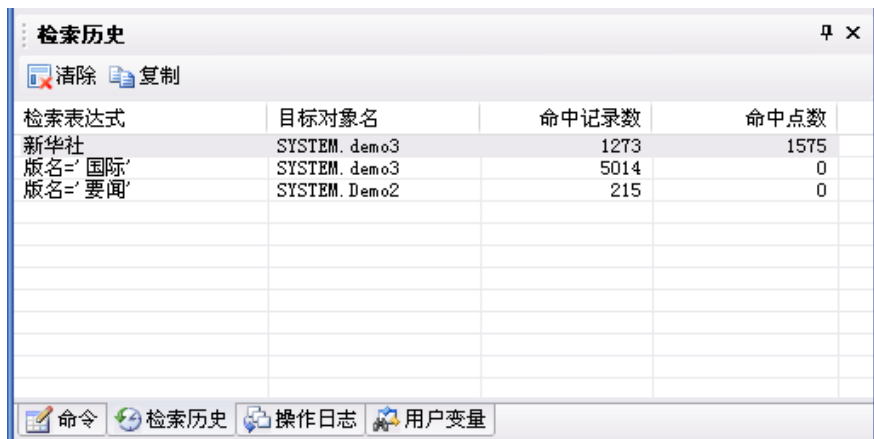 检索历史
清除 复制
检索表达式 目标对象名 命中记录数 命中点数
新华社 SYSTEM.demo3 1273 1575
版名='国际' SYSTEM.demo3 5014 0
版名='要闻' SYSTEM.Demo2 215 0
命令 检索历史 操作日志 用户变量